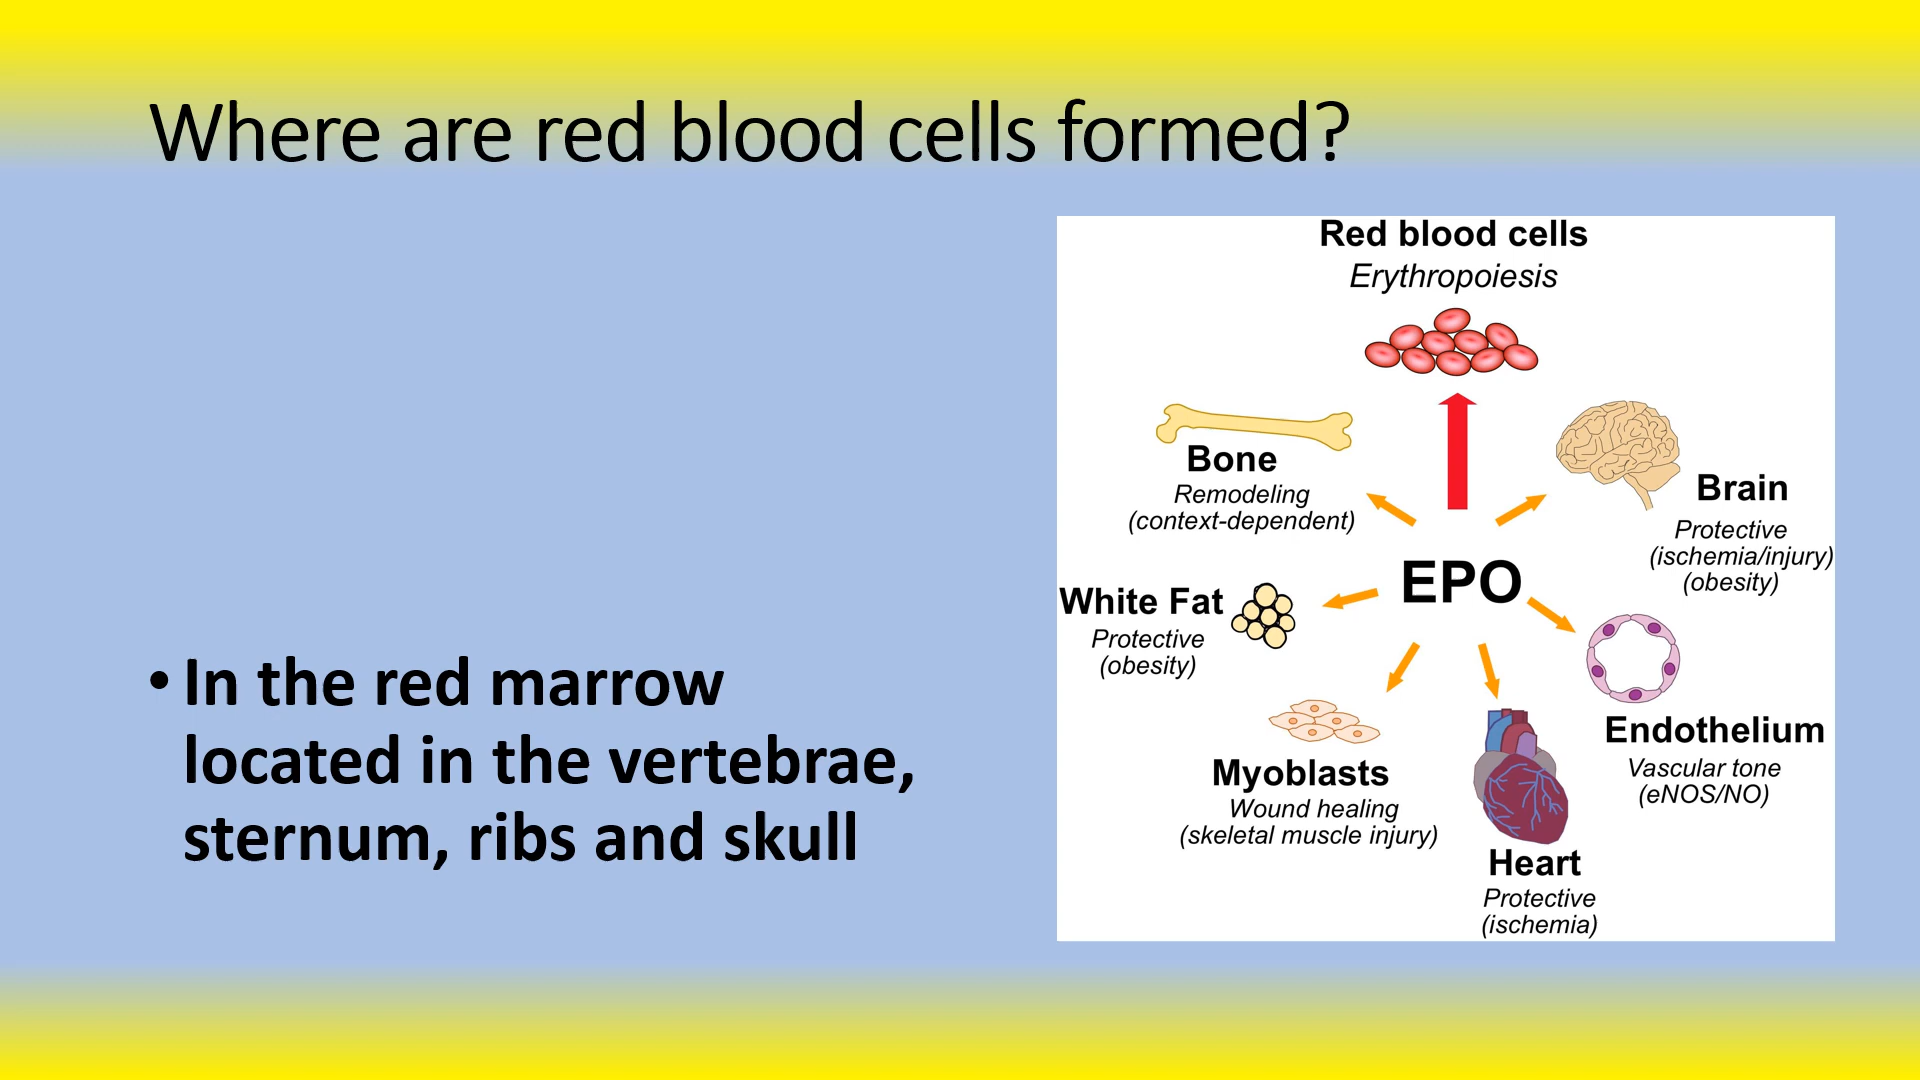 Where are red blood cells formed?
• In the red marrow
located in the vertebrae,
sternum, ribs and skull
Red blood cells
Erythropoiesis
Bone
Remodeling
(context-dependent)
Brain
Protective
(ischemia/injury)
(obesity)
EPO
White Fat
Protective
(obesity)
Endothelium
Vascular tone
(eNOS/NO)
Myoblasts
Wound healing
(skeletal muscle injury)
Heart
Protective
(ischemia)